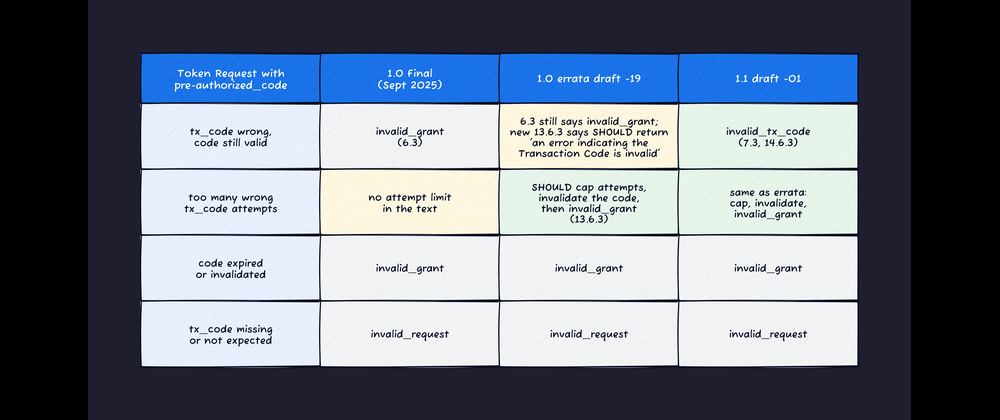 Token Request with
pre-authorized_code
1.0 Final
(Sept 2025)
1.0 errata draft -19
1.1 draft -01
tx_code wrong,
code still valid
invalid_grant
(6.3)
6.3 still says invalid_grant;
new 13.6.3 says SHOULD return
'an error indicating the
Transaction Code is invalid'
invalid_tx_code
(7.3, 14.6.3)
too many wrong
tx_code attempts
no attempt limit
in the text
SHOULD cap attempts,
invalidate the code,
then invalid_grant
(13.6.3)
same as errata:
cap, invalidate,
invalid_grant
code expired
or invalidated
invalid_grant
invalid_grant
invalid_grant
tx_code missing
or not expected
invalid_request
invalid_request
invalid_request